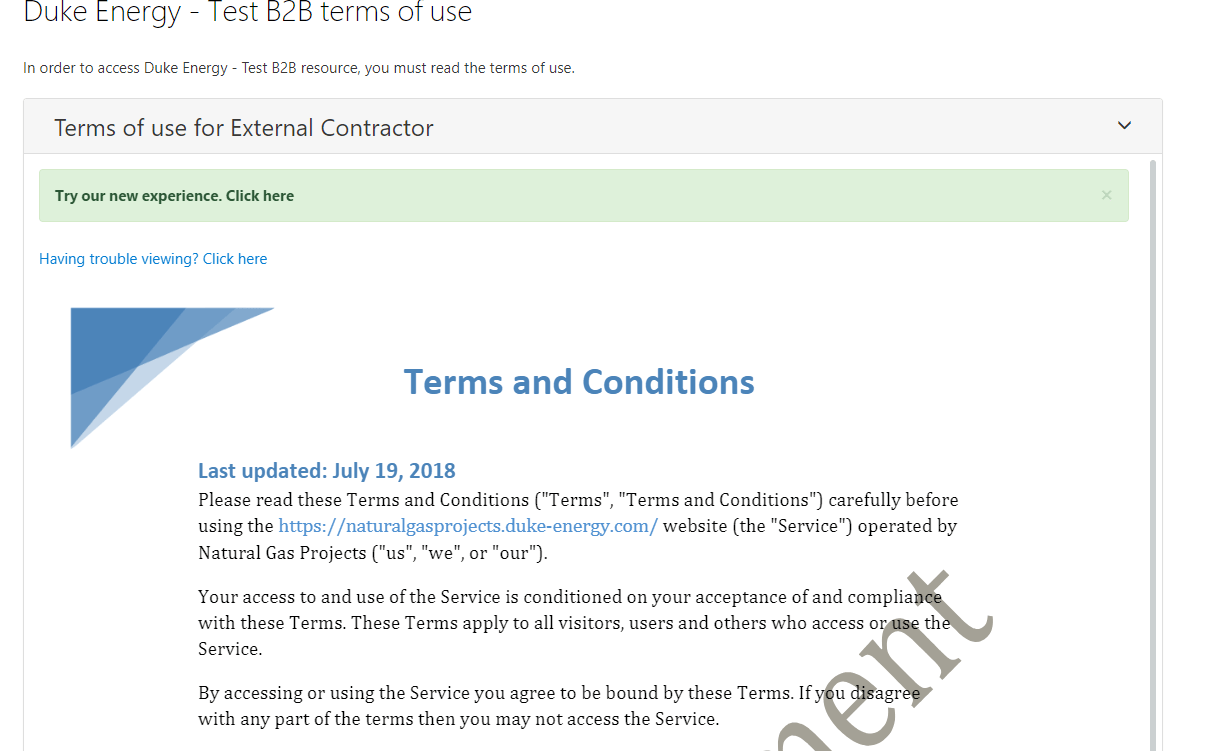 Duke Energy - Test B2B terms of use
In order to access Duke Energy - Test B2B resource, you must read the terms of use.
Terms of use for External Contractor
Try our new experience. Click here
×
Having trouble viewing? Click here
Terms and Conditions
Last updated: July 19, 2018
Please read these Terms and Conditions ("Terms", "Terms and Conditions") carefully before
using the https://naturalgasprojects.duke-energy.com/ website (the "Service") operated by
Natural Gas Projects ("us", "we", or "our").
Your access to and use of the Service is conditioned on your acceptance of and compliance
with these Terms. These Terms apply to all visitors, users and others who access or use the
Service.
By accessing or using the Service you agree to be bound by these Terms. If you disagree
with any part of the terms then you may not access the Service.